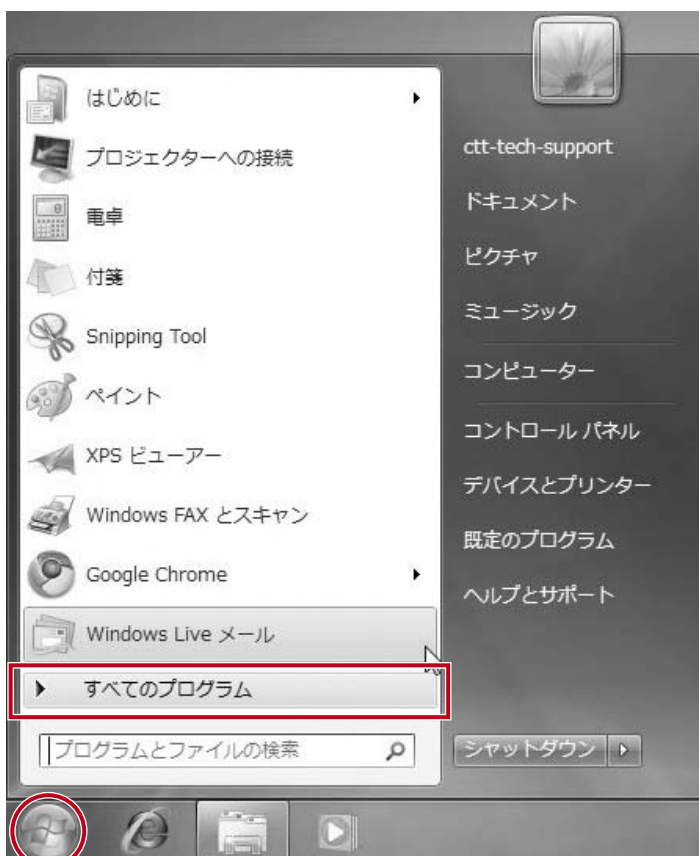 はじめに
プロジェクターへの接続
電卓
付箋
Snipping Tool
ペイント
XPS ビューアー
Windows FAX とスキャン
Google Chrome
Windows Live メール
すべてのプログラム
プログラムとファイルの検索
ctt-tech-support
ドキュメント
ピクチャ
ミュージック
コンピューター
コントロール パネル
デバイスとプリンター
既定のプログラム
ヘルプとサポート
シャットダウン